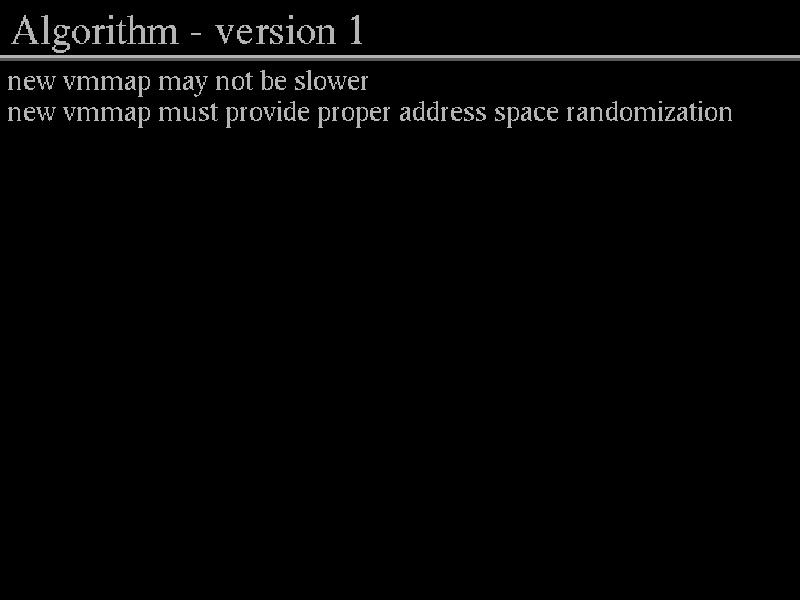 Algorithm - version 1
new vmmap may not be slower
new vmmap must provide proper address space randomization